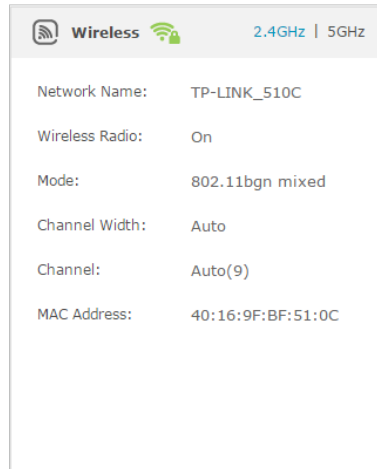 Wireless 2.4GHz | 5GHz
Network Name: TP-LINK_510C
Wireless Radio: On
Mode: 802.11bgn mixed
Channel Width: Auto
Channel: Auto(9)
MAC Address: 40:16:9F:BF:51:0C